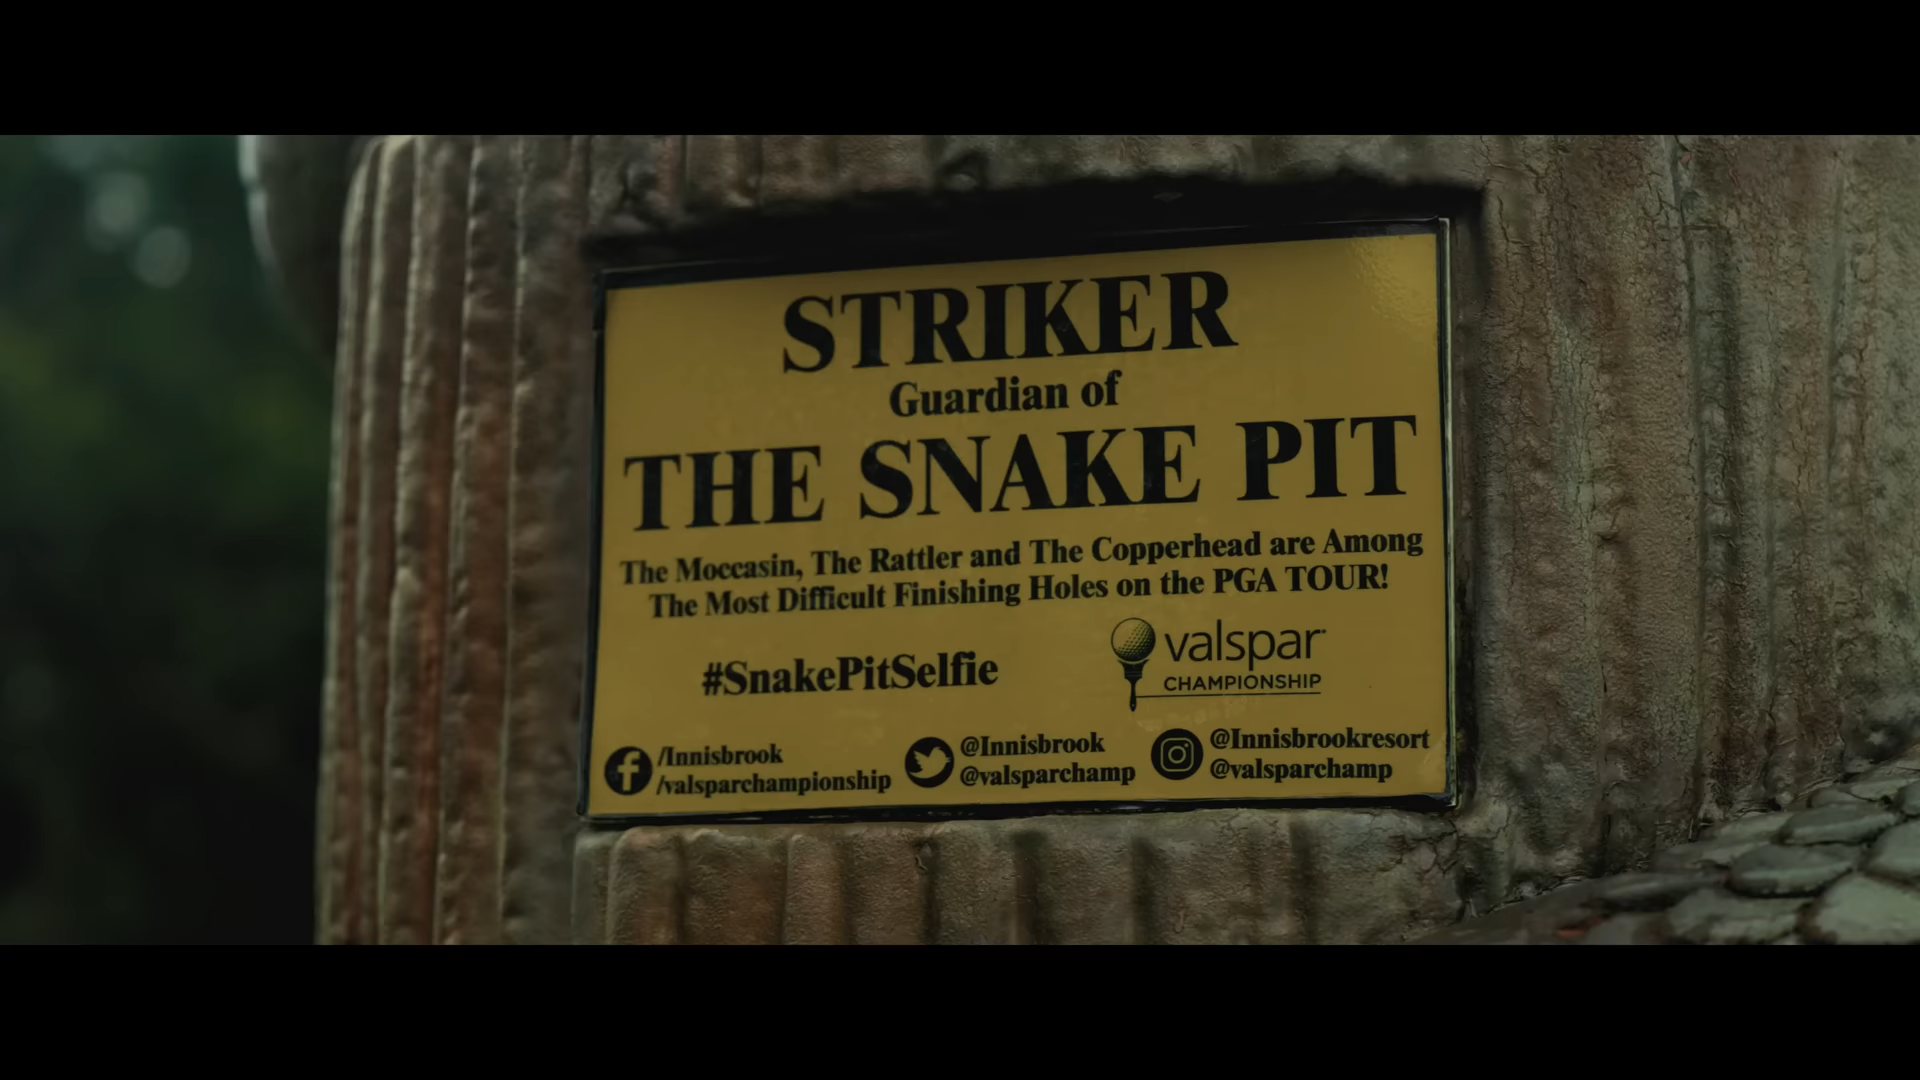 STRIKER
Guardian of
THE SNAKE PIT
The Moccasin, The Rattler and The Copperhead are Among
The Most Difficult Finishing Holes on the PGA TOUR!
#SnakePitSelfie
valspar
CHAMPIONSHIP
/Innisbrook
/valsparchampionship
@Innisbrook
@valsparchamp
@Innisbrookresort
@valsparchamp